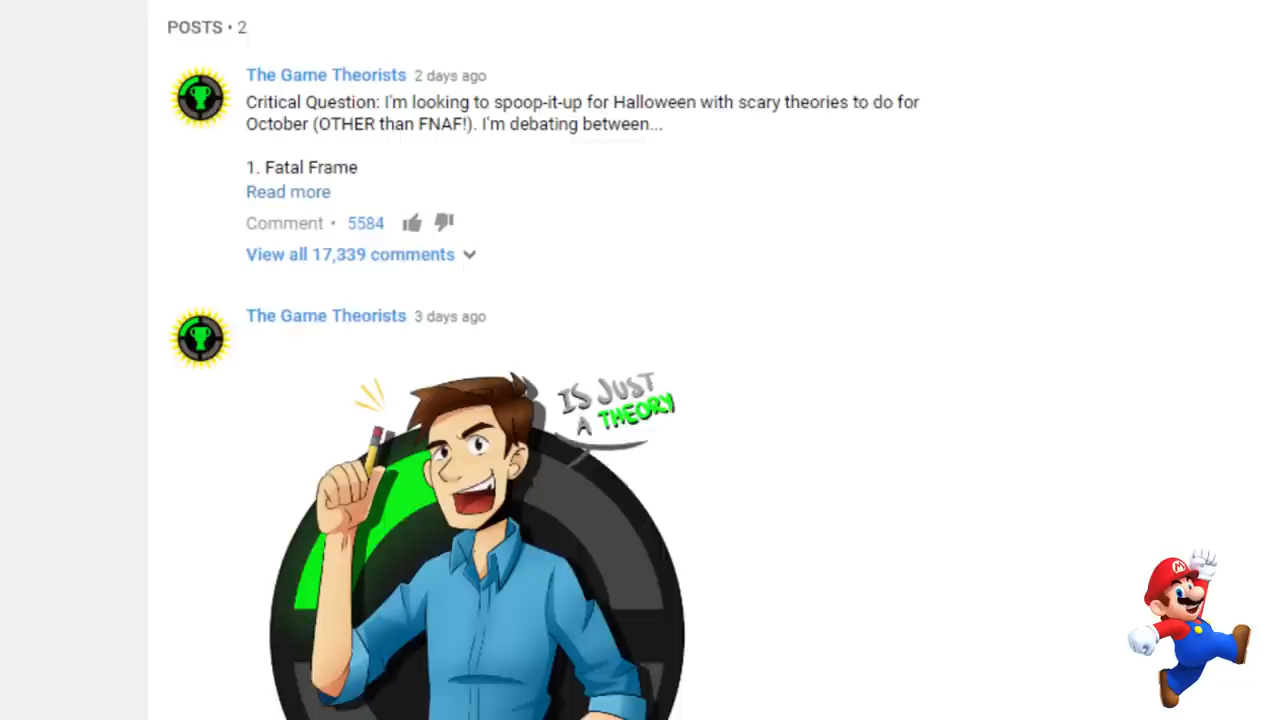 POSTS • 2
The Game Theorists 2 days ago
Critical Question: I'm looking to spoop-it-up for Halloween with scary theories to do for
October (OTHER than FNAF!). I'm debating between...
1. Fatal Frame
Read more
Comment • 5584
View all 17,339 comments
The Game Theorists 3 days ago
IS JUST
A THEORY
M